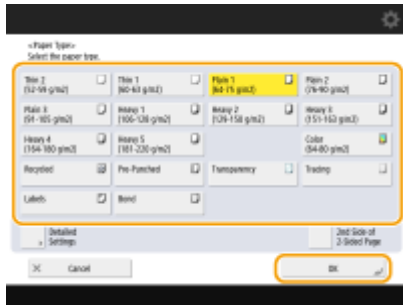 <Paper Type>
Select the paper type.
Thin 2
(52-59 g/m2)
Thin 1
(60-63 g/m2)
Plain 1
(64-75 g/m2)
Plain 2
(76-90 g/m2)
Plain 3
(91-105 g/m2)
Heavy 1
(106-128 g/m2)
Heavy 2
(129-150 g/m2)
Heavy 3
(151-163 g/m2)
Heavy 4
(164-180 g/m2)
Heavy 5
(181-220 g/m2)
Color
(64-80 g/m2)
Recycled
Pre-Punched
Transparency
Tracing
Labels
Bond
Detailed
Settings
2nd Side of
2-Sided Page
Cancel
OK